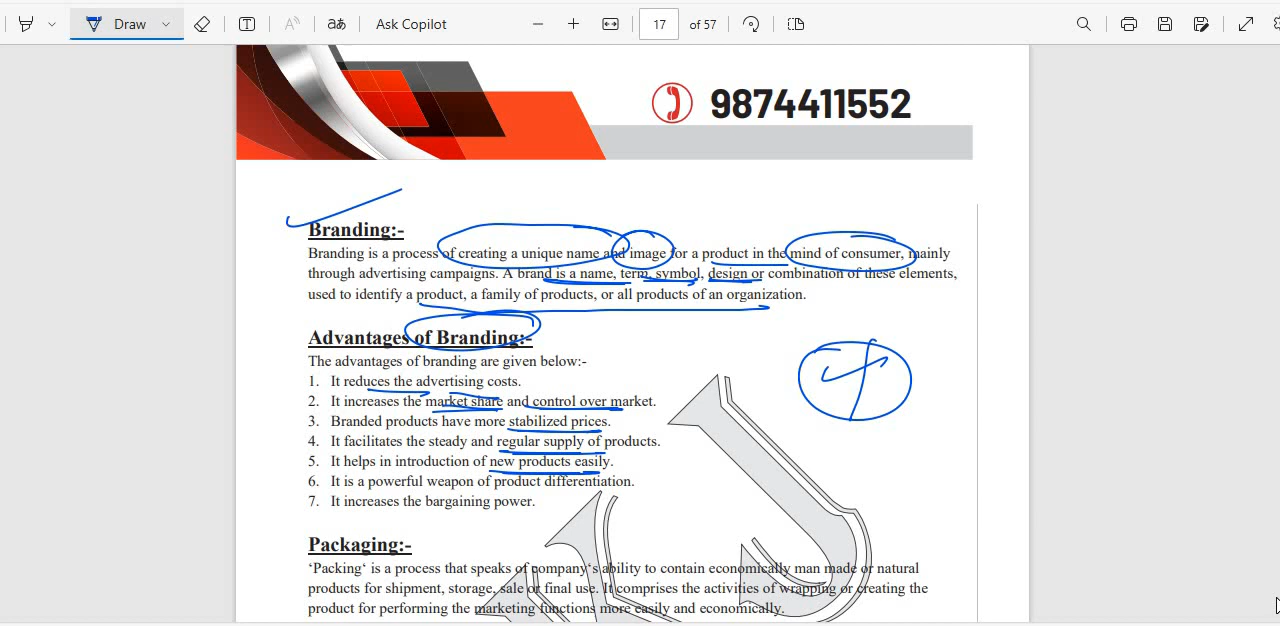 Draw
aあ
Ask Copilot
17 of 57
9874411552
Branding:-
Branding is a process of creating a unique name and image for a product in the mind of consumer, mainly
through advertising campaigns. A brand is a name, term, symbol, design or combination of these elements,
used to identify a product, a family of products, or all products of an organization.
Advantages of Branding:-
The advantages of branding are given below:-
1. It reduces the advertising costs.
2. It increases the market share and control over market.
3. Branded products have more stabilized prices.
4. It facilitates the steady and regular supply of products.
5. It helps in introduction of new products easily.
6. It is a powerful weapon of product differentiation.
7. It increases the bargaining power.
Packaging:-
‘Packing‘ is a process that speaks of company‘s ability to contain economically man made or natural
products for shipment, storage, sale or final use. It comprises the activities of wrapping or creating the
product for performing the marketing functions more easily and economically.